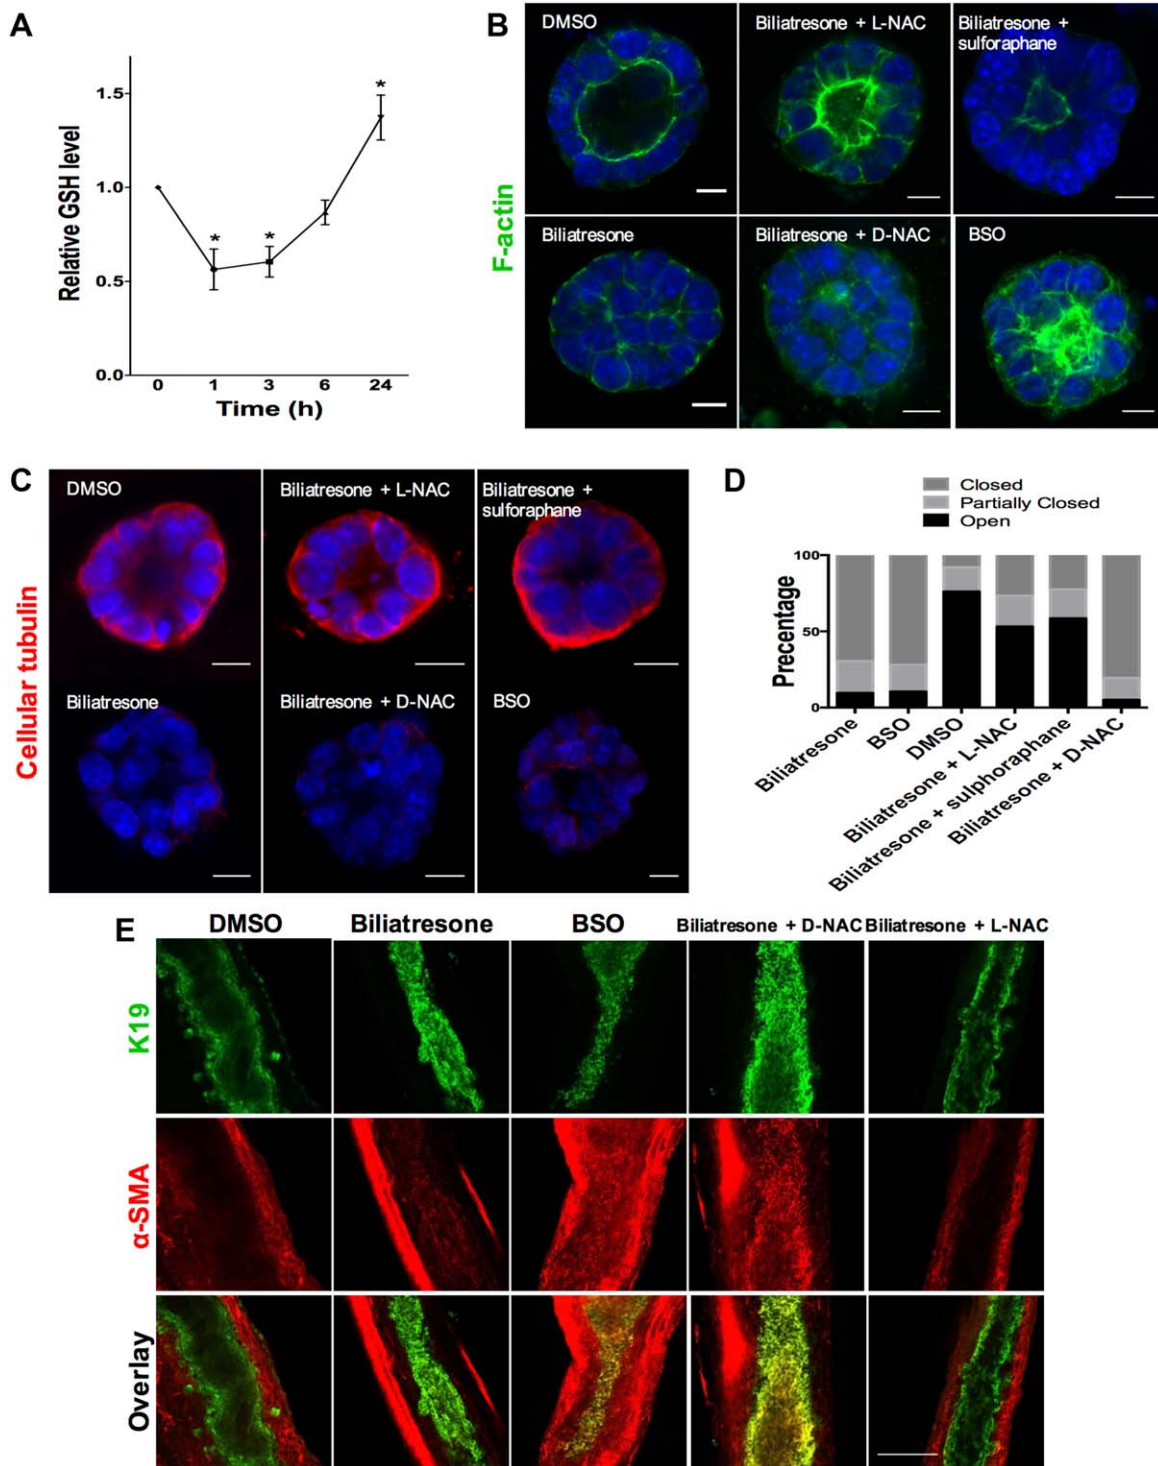 A
Relative GSH level
1.5
1.0
0.5
0.0
*
*
*
0 1 3 6 24
Time (h)
B
F-actin
DMSO
Biliatresone + L-NAC
Biliatresone +
sulforaphane
Biliatresone
Biliatresone + D-NAC
BSO
C
Cellular tubulin
DMSO
Biliatresone + L-NAC
Biliatresone +
sulforaphane
Biliatresone
Biliatresone + D-NAC
BSO
D
Closed
Partially Closed
Open
Precentage
100
50
0
Biliatresone
BSO
DMSO
Biliatresone + L-NAC
Biliatresone + sulphoraphane
Biliatresone + D-NAC
E
DMSO
Biliatresone
BSO
Biliatresone + D-NAC
Biliatresone + L-NAC
K19
α-SMA
Overlay